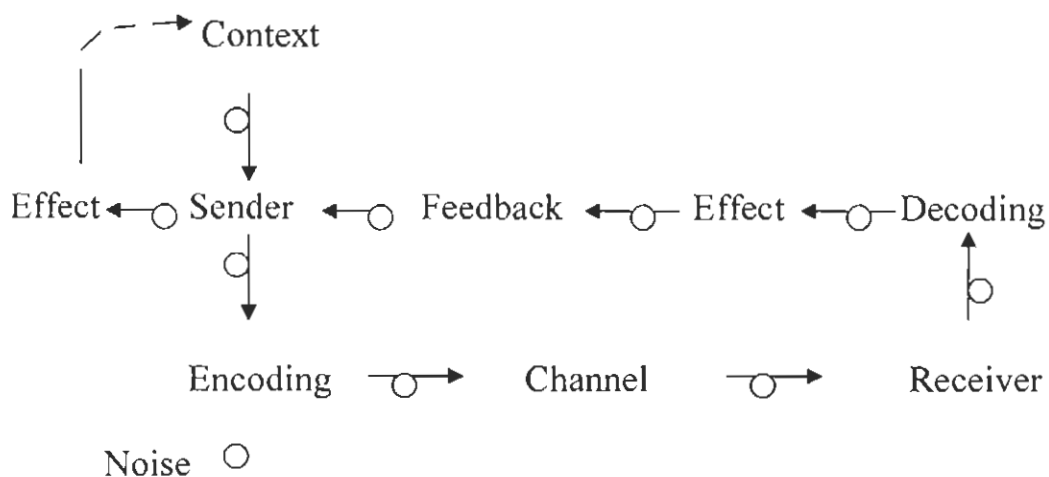 Context
Effect Sender Feedback Effect Decoding
Encoding Channel Receiver
Noise